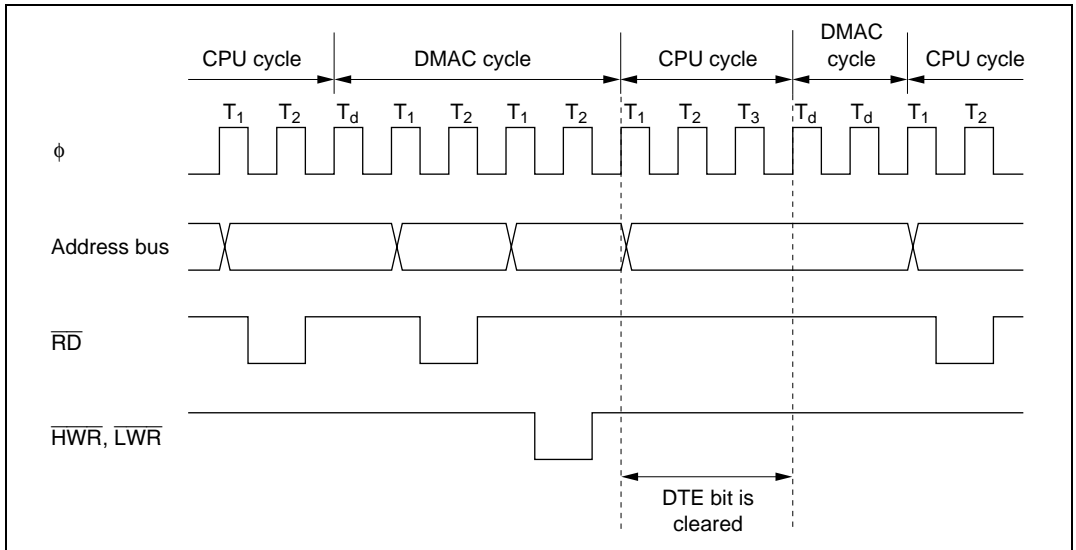 DMAC
CPU cycle DMAC cycle CPU cycle cycle CPU cycle
T1 T2 Td T1 T2 T1 T2 T1 T2 T3 Td Td T1 T2
φ
Address bus
RD
HWR, LWR
DTE bit is
cleared